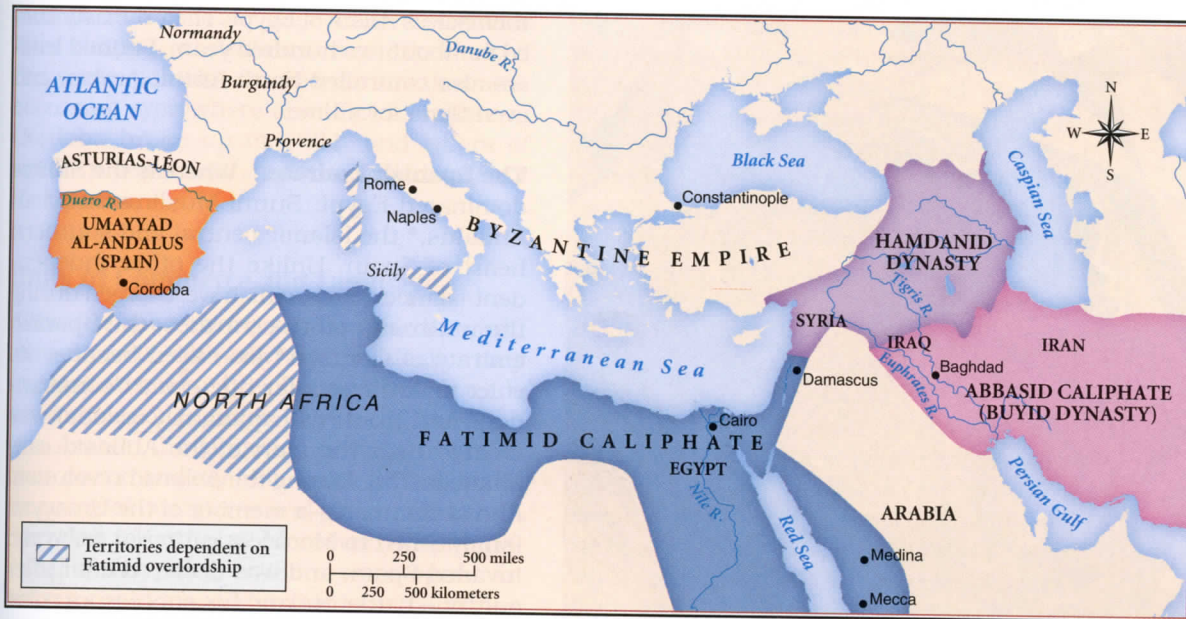 Normandy
Danube R.
ATLANTIC
OCEAN
Burgundy
Provence
ASTURIAS-LÉON
Duero R.
UMAYYAD
AL-ANDALUS
(SPAIN)
Cordoba
Rome
Naples
Sicily
Black Sea
Constantinople
BYZANTINE EMPIRE
Caspian Sea
N
W
E
S
HAMDANID
DYNASTY
Tigris R.
SYRIA
IRAQ
IRAN
Euphrates R.
Baghdad
ABBASID CALIPHATE
(BUYID DYNASTY)
Damascus
Mediterranean Sea
NORTH AFRICA
FATIMID CALIPHATE
Cairo
EGYPT
Nile R.
Red Sea
ARABIA
Persian Gulf
Medina
Mecca
Territories dependent on
Fatimid overlordship
0 250 500 miles
0 250 500 kilometers